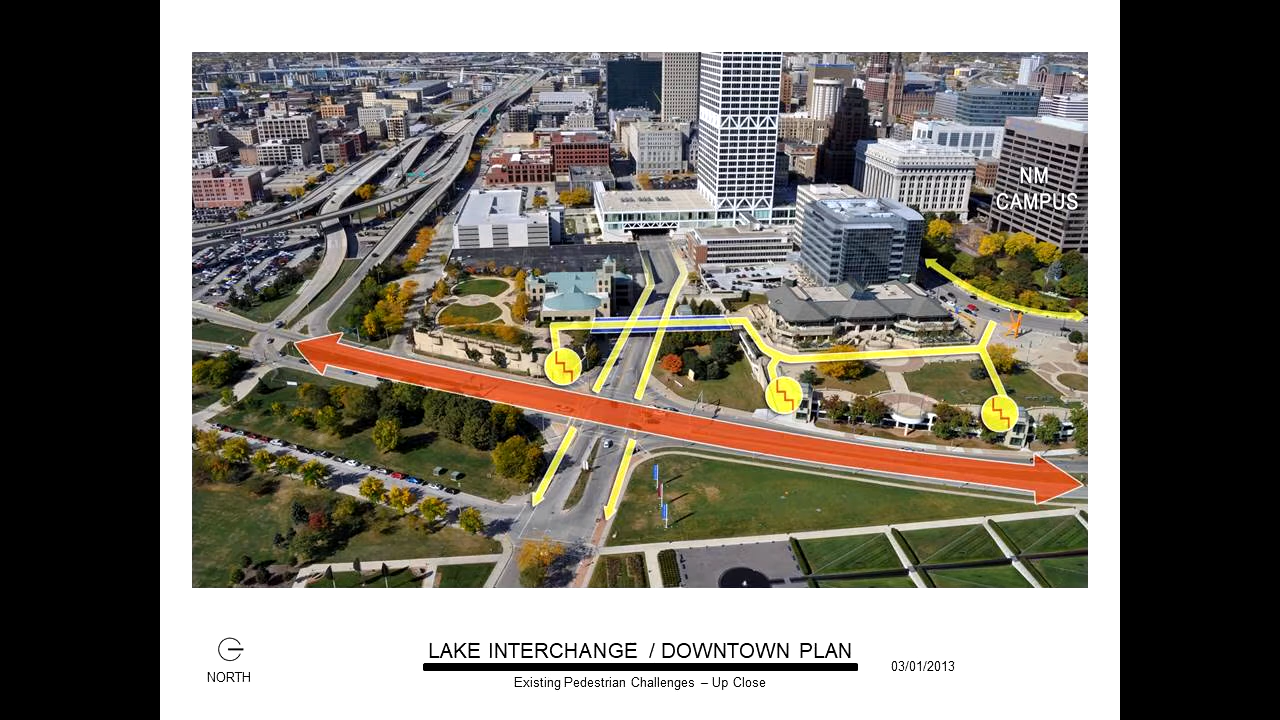 NM
CAMPUS
LAKE INTERCHANGE / DOWNTOWN PLAN
03/01/2013
NORTH
Existing Pedestrian Challenges – Up Close